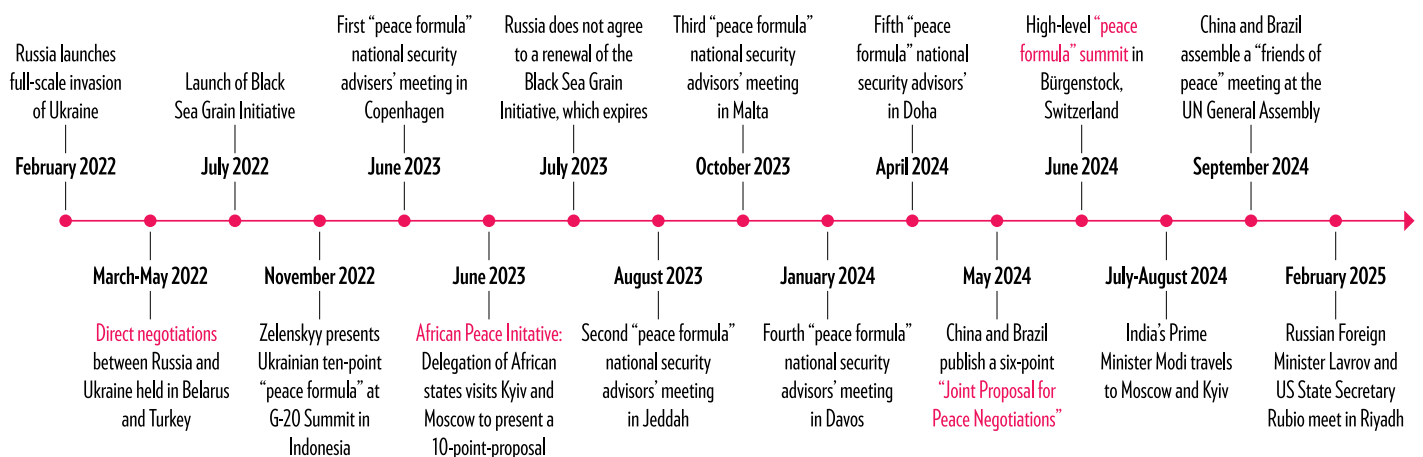 Russia launches
full-scale invasion
of Ukraine
February 2022
March-May 2022
Direct negotiations
between Russia and
Ukraine held in Belarus
and Turkey
Launch of Black
Sea Grain Initiative
July 2022
November 2022
Zelenskyy presents
Ukrainian ten-point
“peace formula” at
G-20 Summit in
Indonesia
First “peace formula”
national security
advisers’ meeting in
Copenhagen
June 2023
June 2023
African Peace Initative:
Delegation of African
states visits Kyiv and
Moscow to present a
10-point-proposal
Russia does not agree
to a renewal of the
Black Sea Grain
Initiative, which expires
July 2023
August 2023
Second “peace formula”
national security
advisors’ meeting
in Jeddah
Third “peace formula”
national security
advisors’ meeting
in Malta
October 2023
January 2024
Fourth “peace formula”
national security
advisors’ meeting
in Davos
Fifth “peace
formula” national
security advisors’
in Doha
April 2024
May 2024
China and Brazil
publish a six-point
“Joint Proposal for
Peace Negotiations”
High-level “peace
formula” summit in
Bürgenstock,
Switzerland
June 2024
July-August 2024
India’s Prime
Minister Modi travels
to Moscow and Kyiv
China and Brazil
assemble a “friends of
peace” meeting at the
UN General Assembly
September 2024
February 2025
Russian Foreign
Minister Lavrov and
US State Secretary
Rubio meet in Riyadh